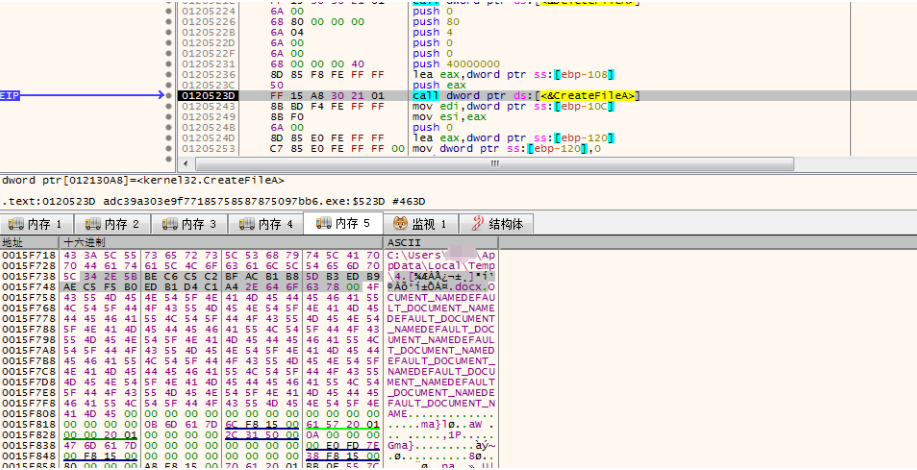 01205224 6A 00 push 0
01205226 68 80 00 00 00 push 80
0120522B 6A 04 push 4
0120522D 6A 00 push 0
0120522F 6A 00 push 0
01205231 68 00 00 00 40 push 40000000
01205236 8D 85 F8 FE FF FF lea eax,dword ptr ss:[ebp-108]
0120523C 50 push eax
EIP 0120523D FF 15 A8 30 21 01 call dword ptr ds:[<&CreateFileA>]
01205243 8B BD F4 FE FF FF mov edi,dword ptr ss:[ebp-10C]
01205249 8B F0 mov esi,eax
0120524B 6A 00 push 0
0120524D 8D 85 E0 FE FF FF lea eax,dword ptr ss:[ebp-120]
01205253 C7 85 E0 FE FF FF 00 mov dword ptr ss:[ebp-120],0
dword ptr[012130A8]=<kernel32.CreateFileA>
.text:0120523D adc39a303e9f77185758587875097bb6.exe:$523D #463D
内存 1 内存 2 内存 3 内存 4 内存 5 监视 1 结构体
地址 十六进制 ASCII
0015F718 43 3A 5C 55 73 65 72 73 5C 53 68 79 74 5C 41 70 C:\Users\ \Ap
0015F728 70 44 61 74 61 5C 4C 6F 63 61 6C 5C 54 65 6D 70 pData\Local\Temp
0015F738 5C 34 2E 5B BE C6 C5 C2 BF AC B1 B8 5D B3 ED B9 \4.[¾ÆÅÂ¿¬±¸]³í¹
0015F748 AE C5 F5 B0 ED B1 D4 C1 A4 2E 64 6F 63 78 00 4F ®Åõ°í±ÔÁ¤.docx.O
0015F758 43 55 4D 45 4E 54 5F 4E 41 4D 45 44 45 46 41 55 CUMENT_NAMEDEFAU
0015F768 4C 54 5F 44 4F 43 55 4D 45 4E 54 5F 4E 41 4D 45 LT_DOCUMENT_NAME
0015F778 44 45 46 41 55 4C 54 5F 44 4F 43 55 4D 45 4E 54 DEFAULT_DOCUMENT
0015F788 5F 4E 41 4D 45 44 45 46 41 55 4C 54 5F 44 4F 43 _NAMEDEFAULT_DOC
0015F798 55 4D 45 4E 54 5F 4E 41 4D 45 44 45 46 41 55 4C UMENT_NAMEDEFAUL
0015F7A8 54 5F 44 4F 43 55 4D 45 4E 54 5F 4E 41 4D 45 44 T_DOCUMENT_NAMED
0015F7B8 45 46 41 55 4C 54 5F 44 4F 43 55 4D 45 4E 54 5F EFAULT_DOCUMENT_
0015F7C8 4E 41 4D 45 44 45 46 41 55 4C 54 5F 44 4F 43 55 NAMEDEFAULT_DOCU
0015F7D8 4D 45 4E 54 5F 4E 41 4D 45 44 45 46 41 55 4C 54 MENT_NAMEDEFAULT
0015F7E8 5F 44 4F 43 55 4D 45 4E 54 5F 4E 41 4D 45 44 45 _DOCUMENT_NAMEDE
0015F7F8 46 41 55 4C 54 5F 44 4F 43 55 4D 45 4E 54 5F 4E FAULT_DOCUMENT_N
0015F808 41 4D 45 00 00 00 00 00 00 00 00 00 00 00 00 00 AME.............
0015F818 00 00 00 00 0B 6D 61 7D 6C F8 15 00 61 57 20 01 .....ma}lø..aW .
0015F828 00 00 20 01 00 00 00 00 2C 31 50 00 0A 00 00 00 .. .....,1P.....
0015F838 47 6D 61 7D 00 00 00 00 00 00 00 00 00 E0 FD 7E Gma}.........àý~
0015F848 00 F8 15 00 00 00 00 00 38 F8 15 00 00 00 00 00 .ø......8ø......